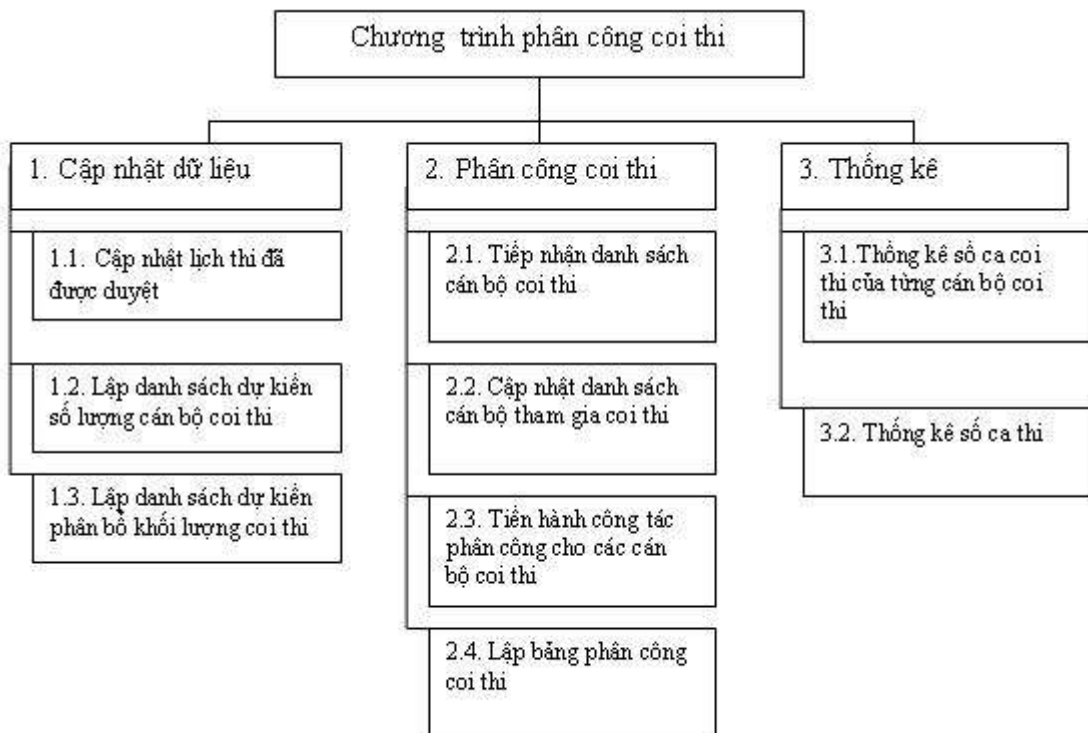 Chương trình phân công coi thi
1. Cập nhật dữ liệu
1.1. Cập nhật lịch thi đã
được duyệt
1.2. Lập danh sách dự kiến
số lượng cán bộ coi thi
1.3. Lập danh sách dự kiến
phân bổ khối lượng coi thi
2. Phân công coi thi
2.1. Tiếp nhận danh sách
cán bộ coi thi
2.2. Cập nhật danh sách
cán bộ tham gia coi thi
2.3. Tiến hành công tác
phân công cho các cán
bộ coi thi
2.4. Lập bảng phân công
coi thi
3. Thống kê
3.1.Thống kê số ca coi
thi của từng cán bộ coi
thi
3.2. Thống kê số ca thi